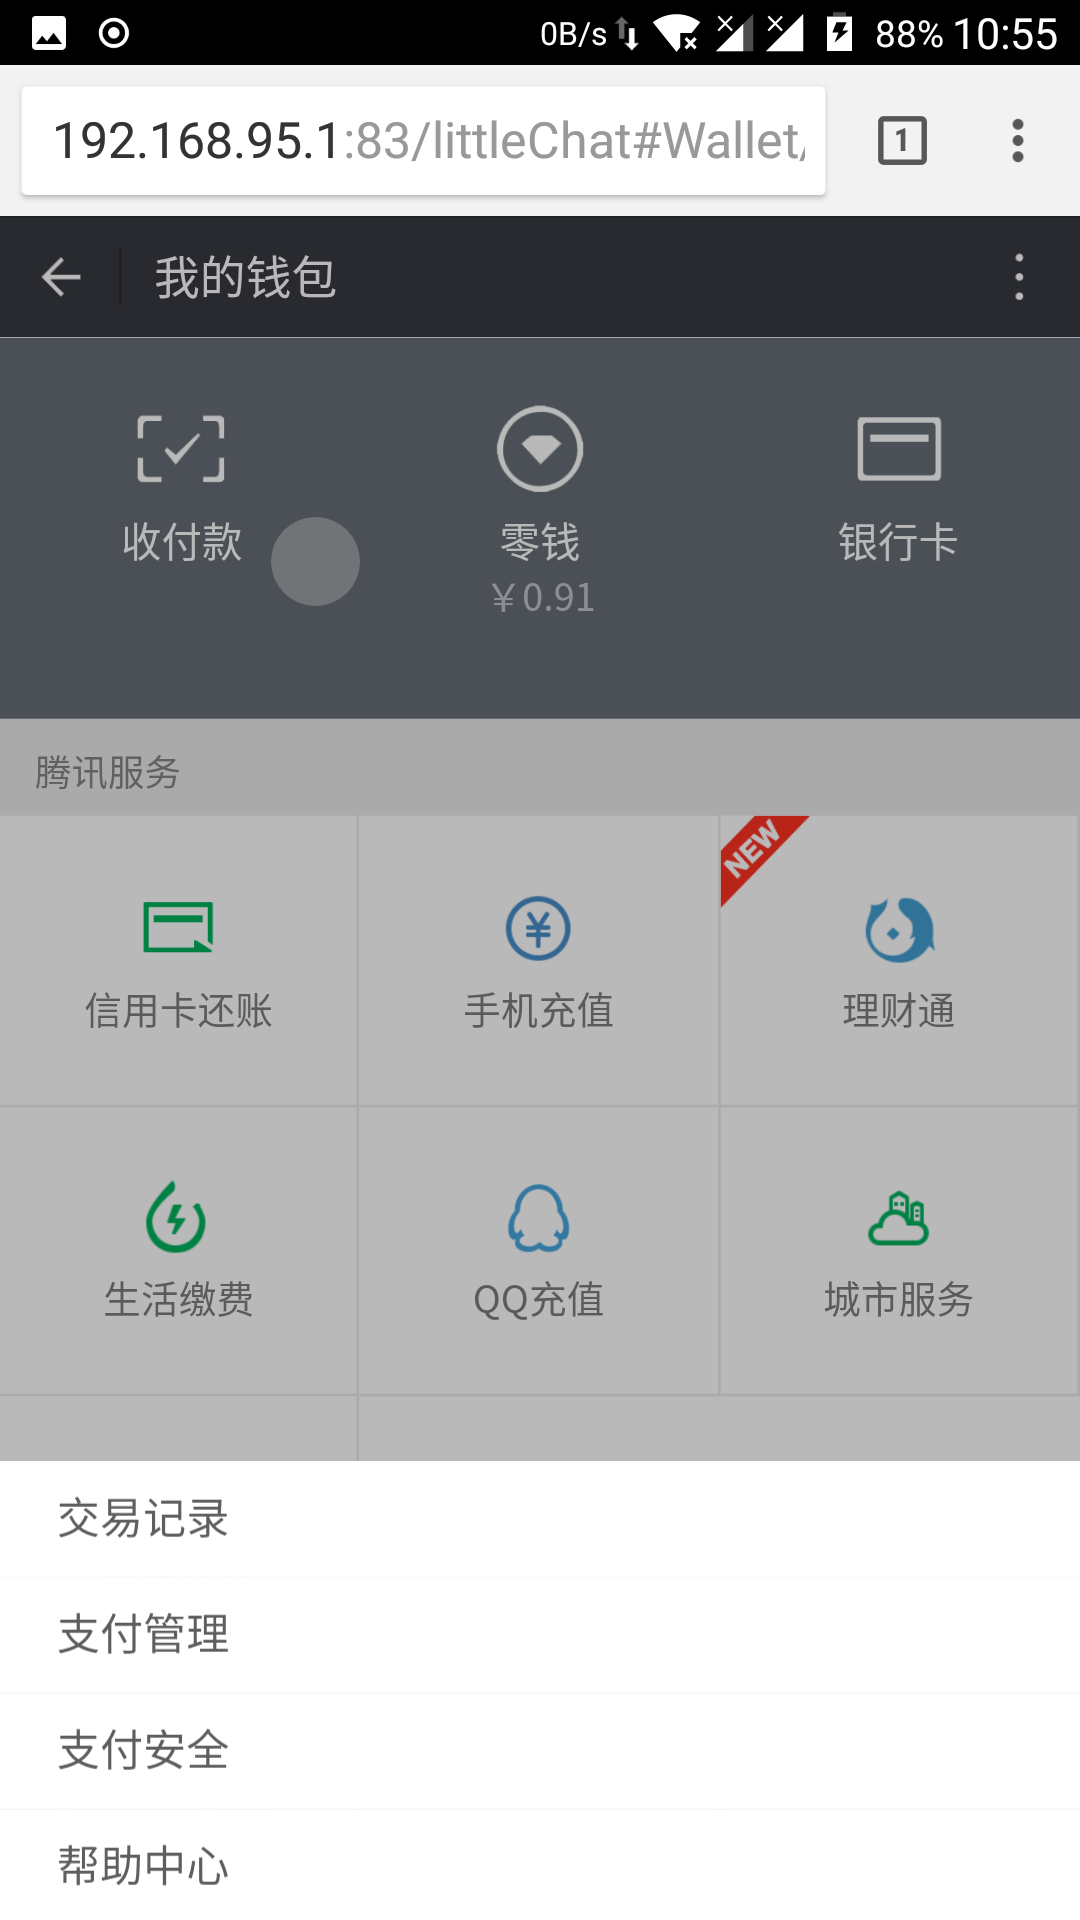 0B/s 88% 10:55
192.168.95.1:83/littleChat#Wallet/
1
我的钱包
收付款
零钱
银行卡
￥0.91
腾讯服务
NEW
信用卡还账
手机充值
理财通
生活缴费
QQ充值
城市服务
交易记录
支付管理
支付安全
帮助中心